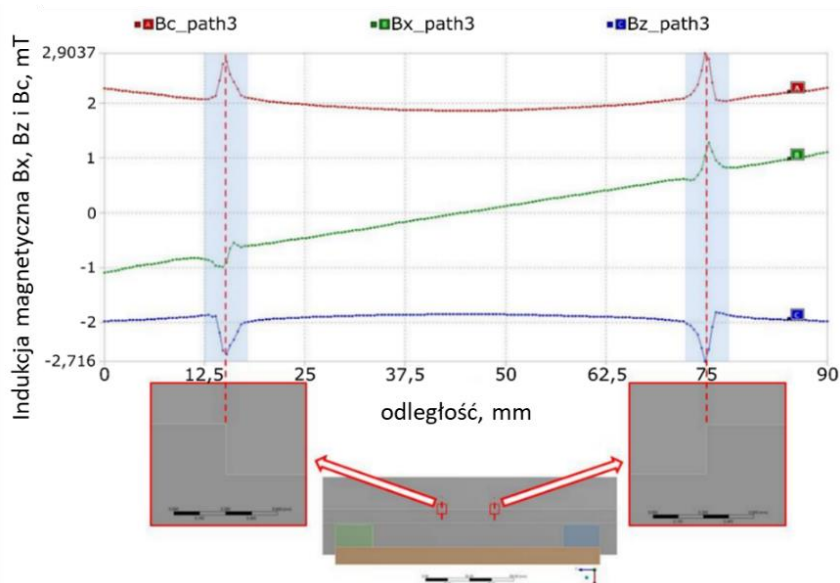 A Bc_path3 B Bx_path3 C Bz_path3
Indukcja magnetyczna Bx, Bz i Bc, mT
2,9037
2
1
0
-1
-2
-2,716
A
B
C
0 12,5 25 37,5 50 62,5 75 90
odległość, mm